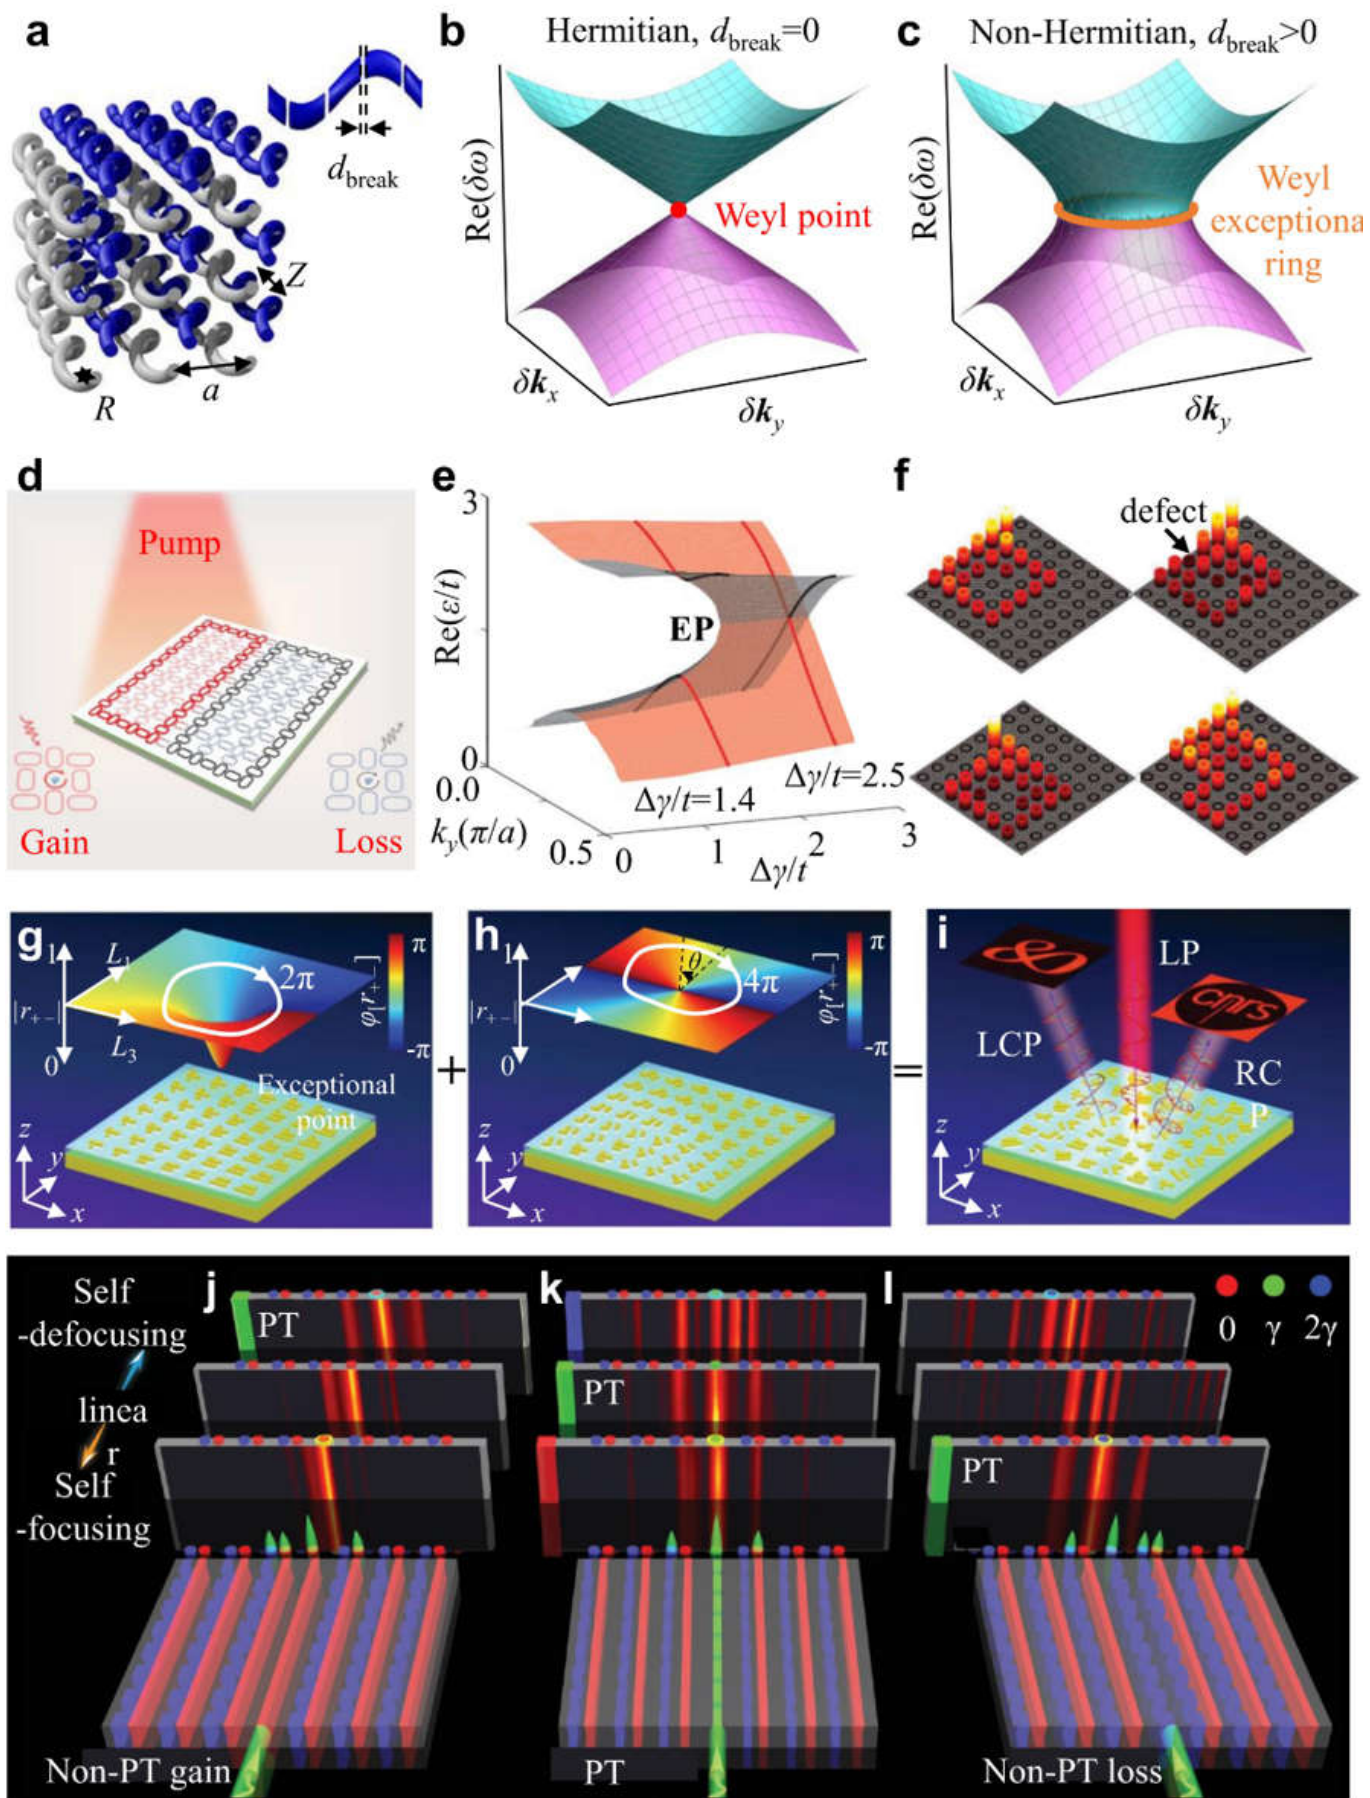 a
d_break
Z
a
R
b
Hermitian, d_break=0
Re(δω)
Weyl point
δk_x
δk_y
c
Non-Hermitian, d_break>0
Re(δω)
Weyl
exceptiona
ring
δk_x
δk_y
d
Pump
Gain
Loss
e
3
Re(ε/t)
EP
0
0.0
k_y(π/a)
0.5
Δγ/t=1.4
Δγ/t=2.5
0
1
2
3
Δγ/t
f
defect
g
1
|r_+−|
0
L_1
L_3
2π
π
φ[r_+−]
-π
Exceptional
point
z
y
x
+
h
1
|r_+−|
0
θ
4π
π
φ[r_+−]
-π
z
y
x
=
i
LP
cnrs
LCP
RC
P
z
y
x
Self
-defocusing
linea
r
Self
-focusing
j
PT
Non-PT gain
k
PT
PT
l
0
γ
2γ
PT
Non-PT loss